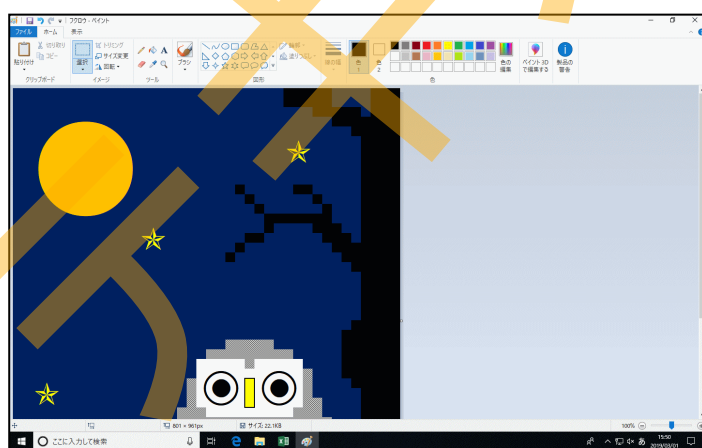 フクロウ - ペイント
ファイル ホーム 表示
貼り付け
切り取り
コピー
クリップボード
選択
トリミング
サイズ変更
回転
イメージ
A
ツール
ブラシ
図形
色
1
色
2
色の
編集
色
ペイント 3D
で編集する
製品の
警告
801 × 961px
サイズ: 22.1KB
100%
ここに入力して検索
あ
15:50
2019/03/01